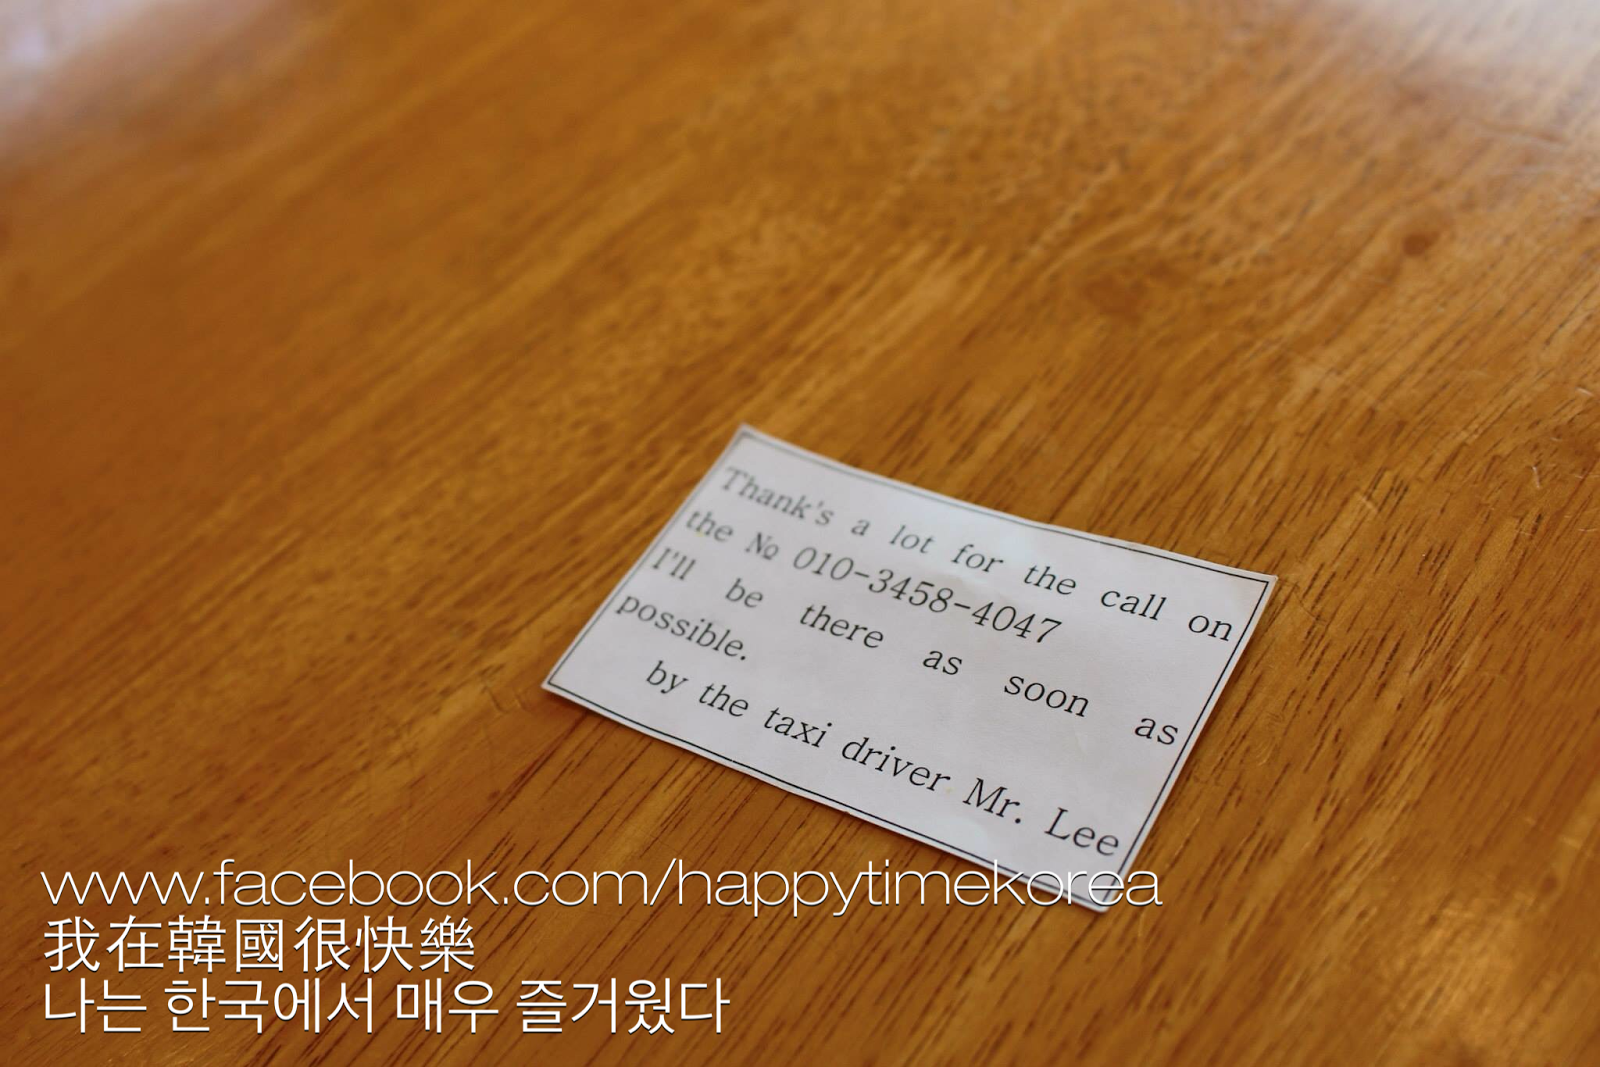 Thank's a lot for the call on
the № 010-3458-4047
I'll be there as soon as
possible.
by the taxi driver Mr. Lee
www.facebook.com/happytimekorea
我在韓國很快樂
나는 한국에서 매우 즐거웠다